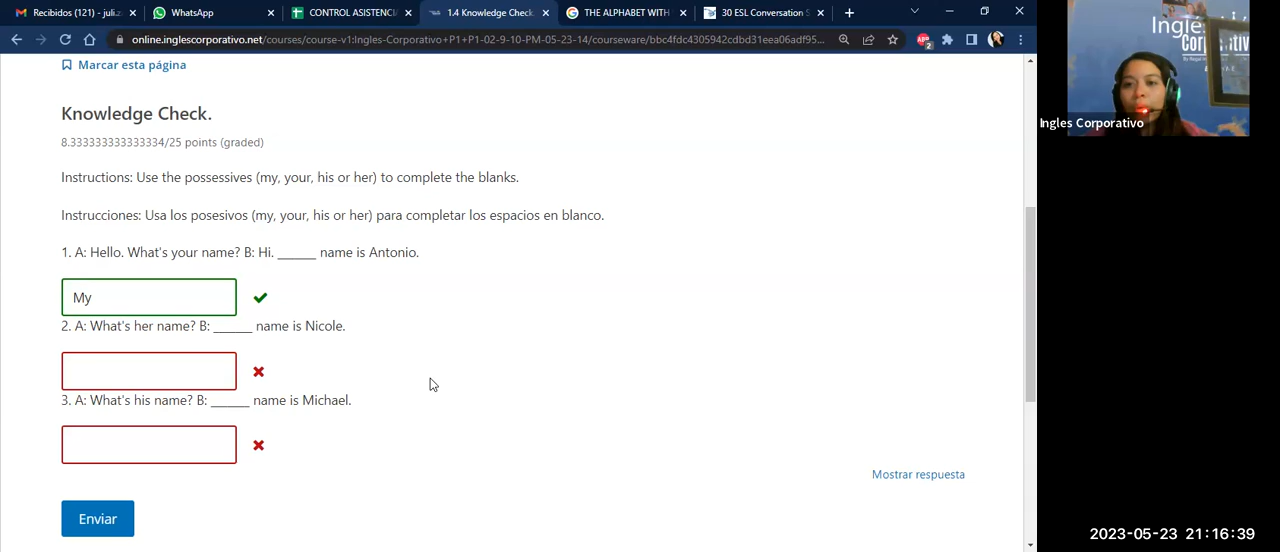 Recibidos (121) - juli.z
WhatsApp
CONTROL ASISTENCI
1.4 Knowledge Check.
THE ALPHABET WITH
30 ESL Conversation S
online.inglescorporativo.net/courses/course-v1:Ingles-Corporativo+P1+P1-02-9-10-PM-05-23-14/courseware/bbc4fdc4305942cdbd31eea06adf95...
2
Marcar esta página
Knowledge Check.
8.333333333333334/25 points (graded)
Instructions: Use the possessives (my, your, his or her) to complete the blanks.
Instrucciones: Usa los posesivos (my, your, his or her) para completar los espacios en blanco.
1. A: Hello. What's your name? B: Hi. ______ name is Antonio.
My
2. A: What's her name? B: ______ name is Nicole.
3. A: What's his name? B: ______ name is Michael.
Mostrar respuesta
Enviar
Ingles Corporativo
2023-05-23 21:16:39